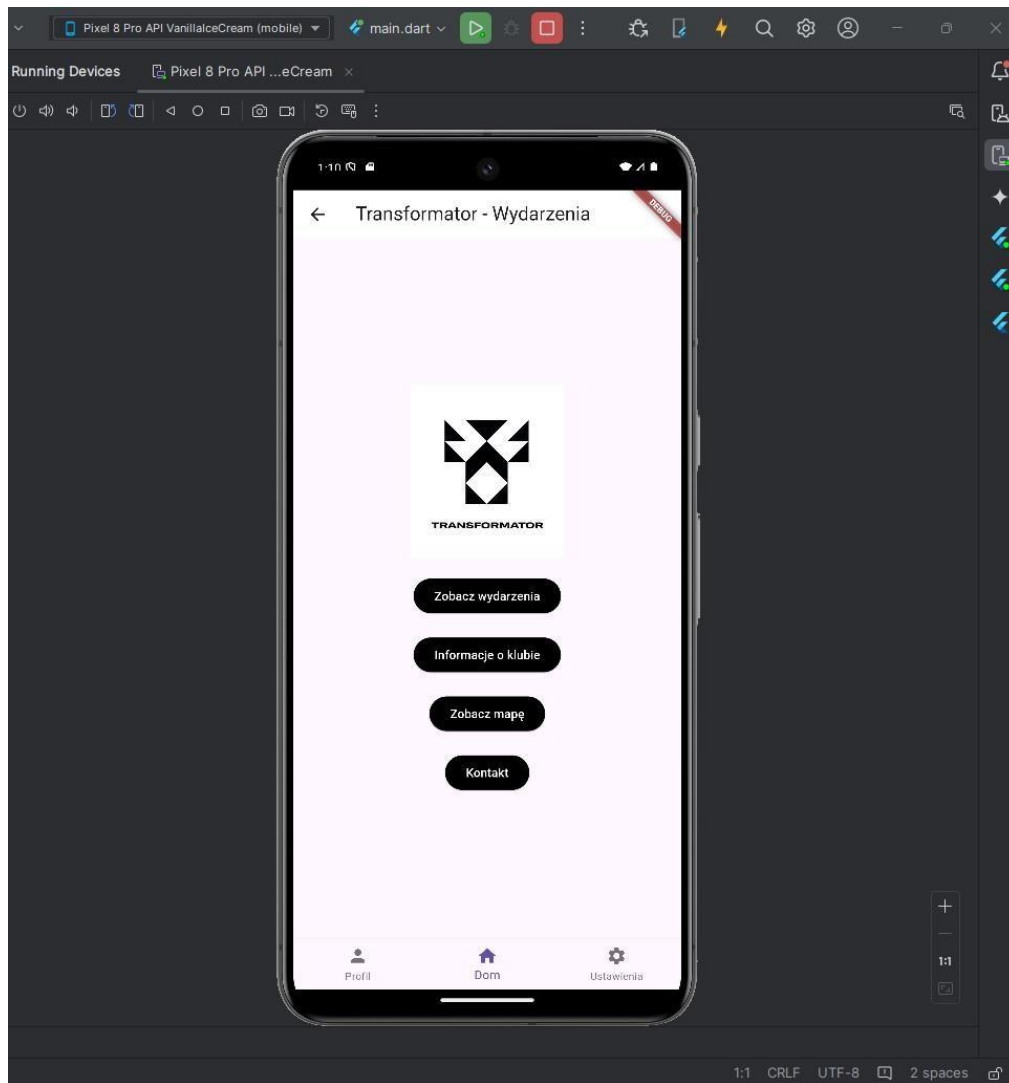 Pixel 8 Pro API VanillaIceCream (mobile) main.dart
Running Devices Pixel 8 Pro API ...eCream
1:10
Transformator - Wydarzenia
DEBUG
TRANSFORMATOR
Zobacz wydarzenia
Informacje o klubie
Zobacz mapę
Kontakt
Profil Dom Ustawienia
1:1
1:1 CRLF UTF-8 2 spaces